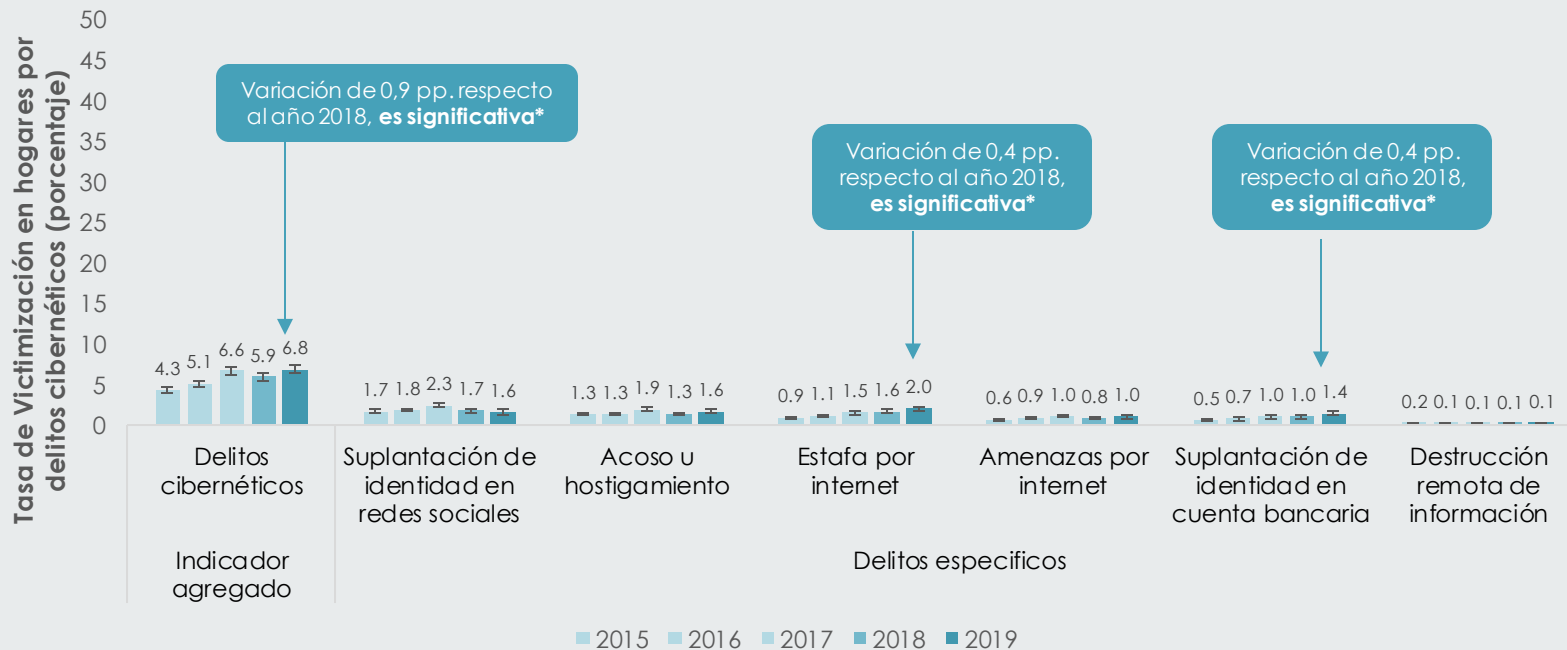 Tasa de Victimización en hogares por
delitos cibernéticos (porcentaje)
50
45
40
35
30
25
20
15
10
5
0
Variación de 0,9 pp. respecto
al año 2018, es significativa*
Variación de 0,4 pp.
respecto al año 2018,
es significativa*
Variación de 0,4 pp.
respecto al año 2018,
es significativa*
4.3 5.1 6.6 5.9 6.8
1.7 1.8 2.3 1.7 1.6
1.3 1.3 1.9 1.3 1.6
0.9 1.1 1.5 1.6 2.0
0.6 0.9 1.0 0.8 1.0
0.5 0.7 1.0 1.0 1.4
0.2 0.1 0.1 0.1 0.1
Delitos
cibernéticos
Suplantación de
identidad en
redes sociales
Acoso u
hostigamiento
Estafa por
internet
Amenazas por
internet
Suplantación de
identidad en
cuenta bancaria
Destrucción
remota de
información
Indicador
agregado
Delitos especificos
2015 2016 2017 2018 2019